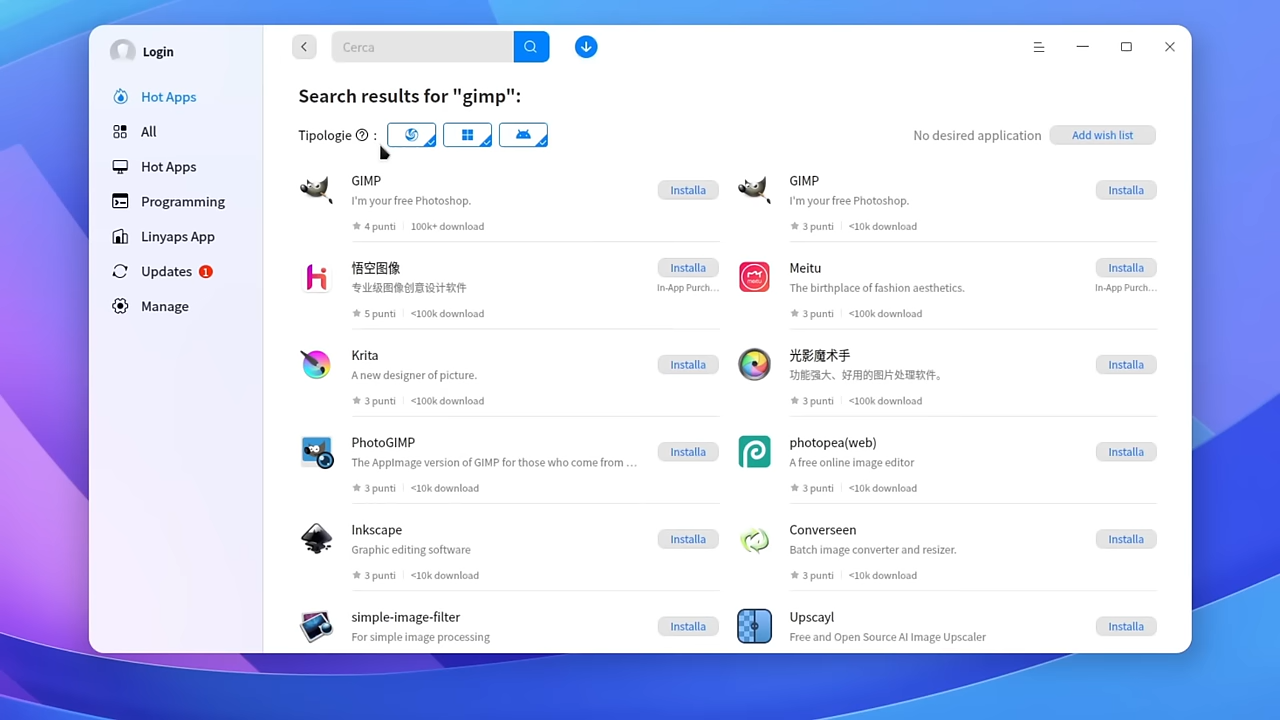 Login
Cerca
Hot Apps
All
Hot Apps
Programming
Linyaps App
Updates 1
Manage
Search results for "gimp":
Tipologie ? :
No desired application Add wish list
GIMP
I'm your free Photoshop.
4 punti 100k+ download
Installa
GIMP
I'm your free Photoshop.
3 punti <10k download
Installa
悟空图像
专业级图像创意设计软件
5 punti <100k download
Installa
In-App Purch...
Meitu
The birthplace of fashion aesthetics.
3 punti <100k download
Installa
In-App Purch...
Krita
A new designer of picture.
3 punti <100k download
Installa
光影魔术手
功能强大、好用的图片处理软件。
3 punti <100k download
Installa
PhotoGIMP
The AppImage version of GIMP for those who come from ...
3 punti <10k download
Installa
photopea(web)
A free online image editor
3 punti <10k download
Installa
Inkscape
Graphic editing software
3 punti <10k download
Installa
Converseen
Batch image converter and resizer.
3 punti <10k download
Installa
simple-image-filter
For simple image processing
Installa
Upscayl
Free and Open Source AI Image Upscaler
Installa